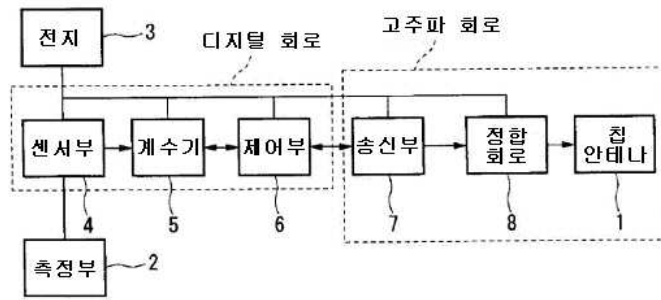 전지
3
디지털 회로
고주파 회로
센서부
계수기
제어부
송신부
정합
회로
칩
안테나
4
5
6
7
8
1
측정부
2